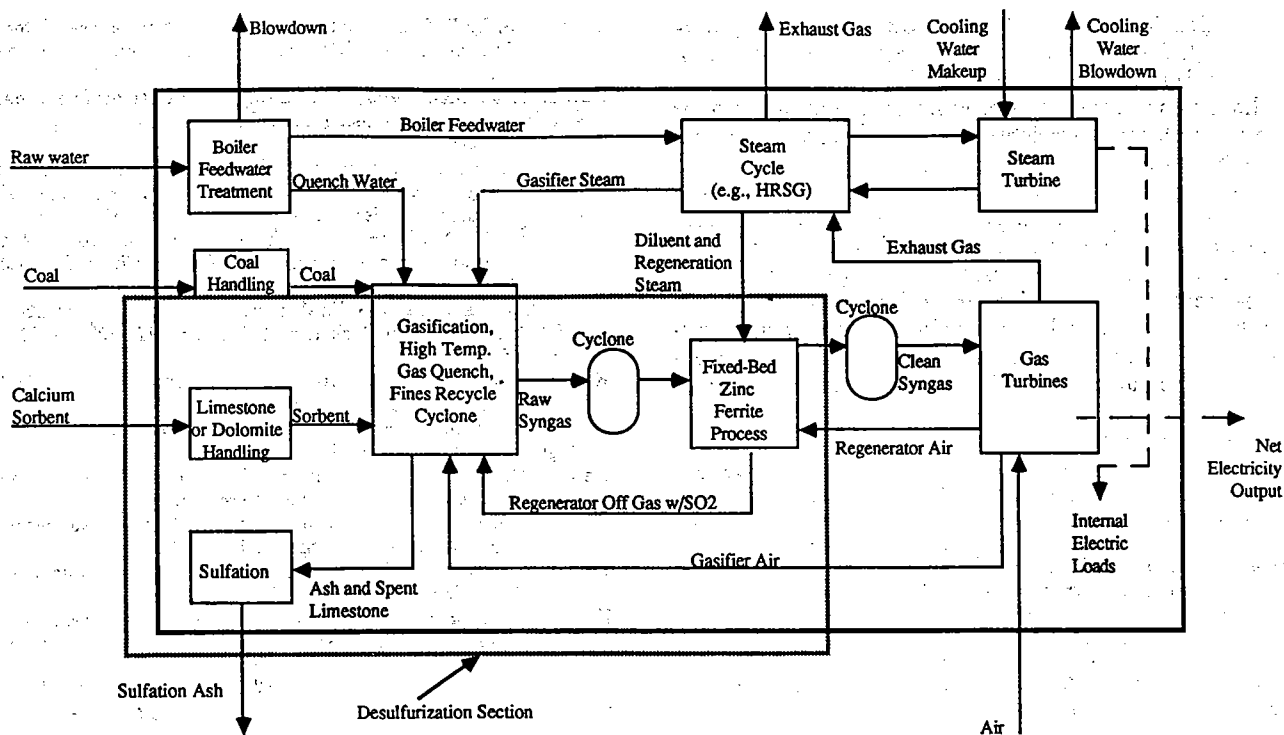 Blowdown
Exhaust Gas
Cooling
Water
Makeup
Cooling
Water
Blowdown
Raw water
Boiler
Feedwater
Treatment
Boiler Feedwater
Quench Water
Gasifier Steam
Steam
Cycle
(e.g., HRSG)
Steam
Turbine
Coal
Coal
Handling
Coal
Diluent and
Regeneration
Steam
Exhaust Gas
Gasification,
High Temp.
Gas Quench,
Fines Recycle
Cyclone
Cyclone
Raw
Syngas
Fixed-Bed
Zinc
Ferrite
Process
Cyclone
Clean
Syngas
Gas
Turbines
Calcium
Sorbent
Limestone
or Dolomite
Handling
Sorbent
Regenerator Air
Net
Electricity
Output
Regenerator Off Gas w/SO2
Internal
Electric
Loads
Sulfation
Ash and Spent
Limestone
Gasifier Air
Sulfation Ash
Desulfurization Section
Air